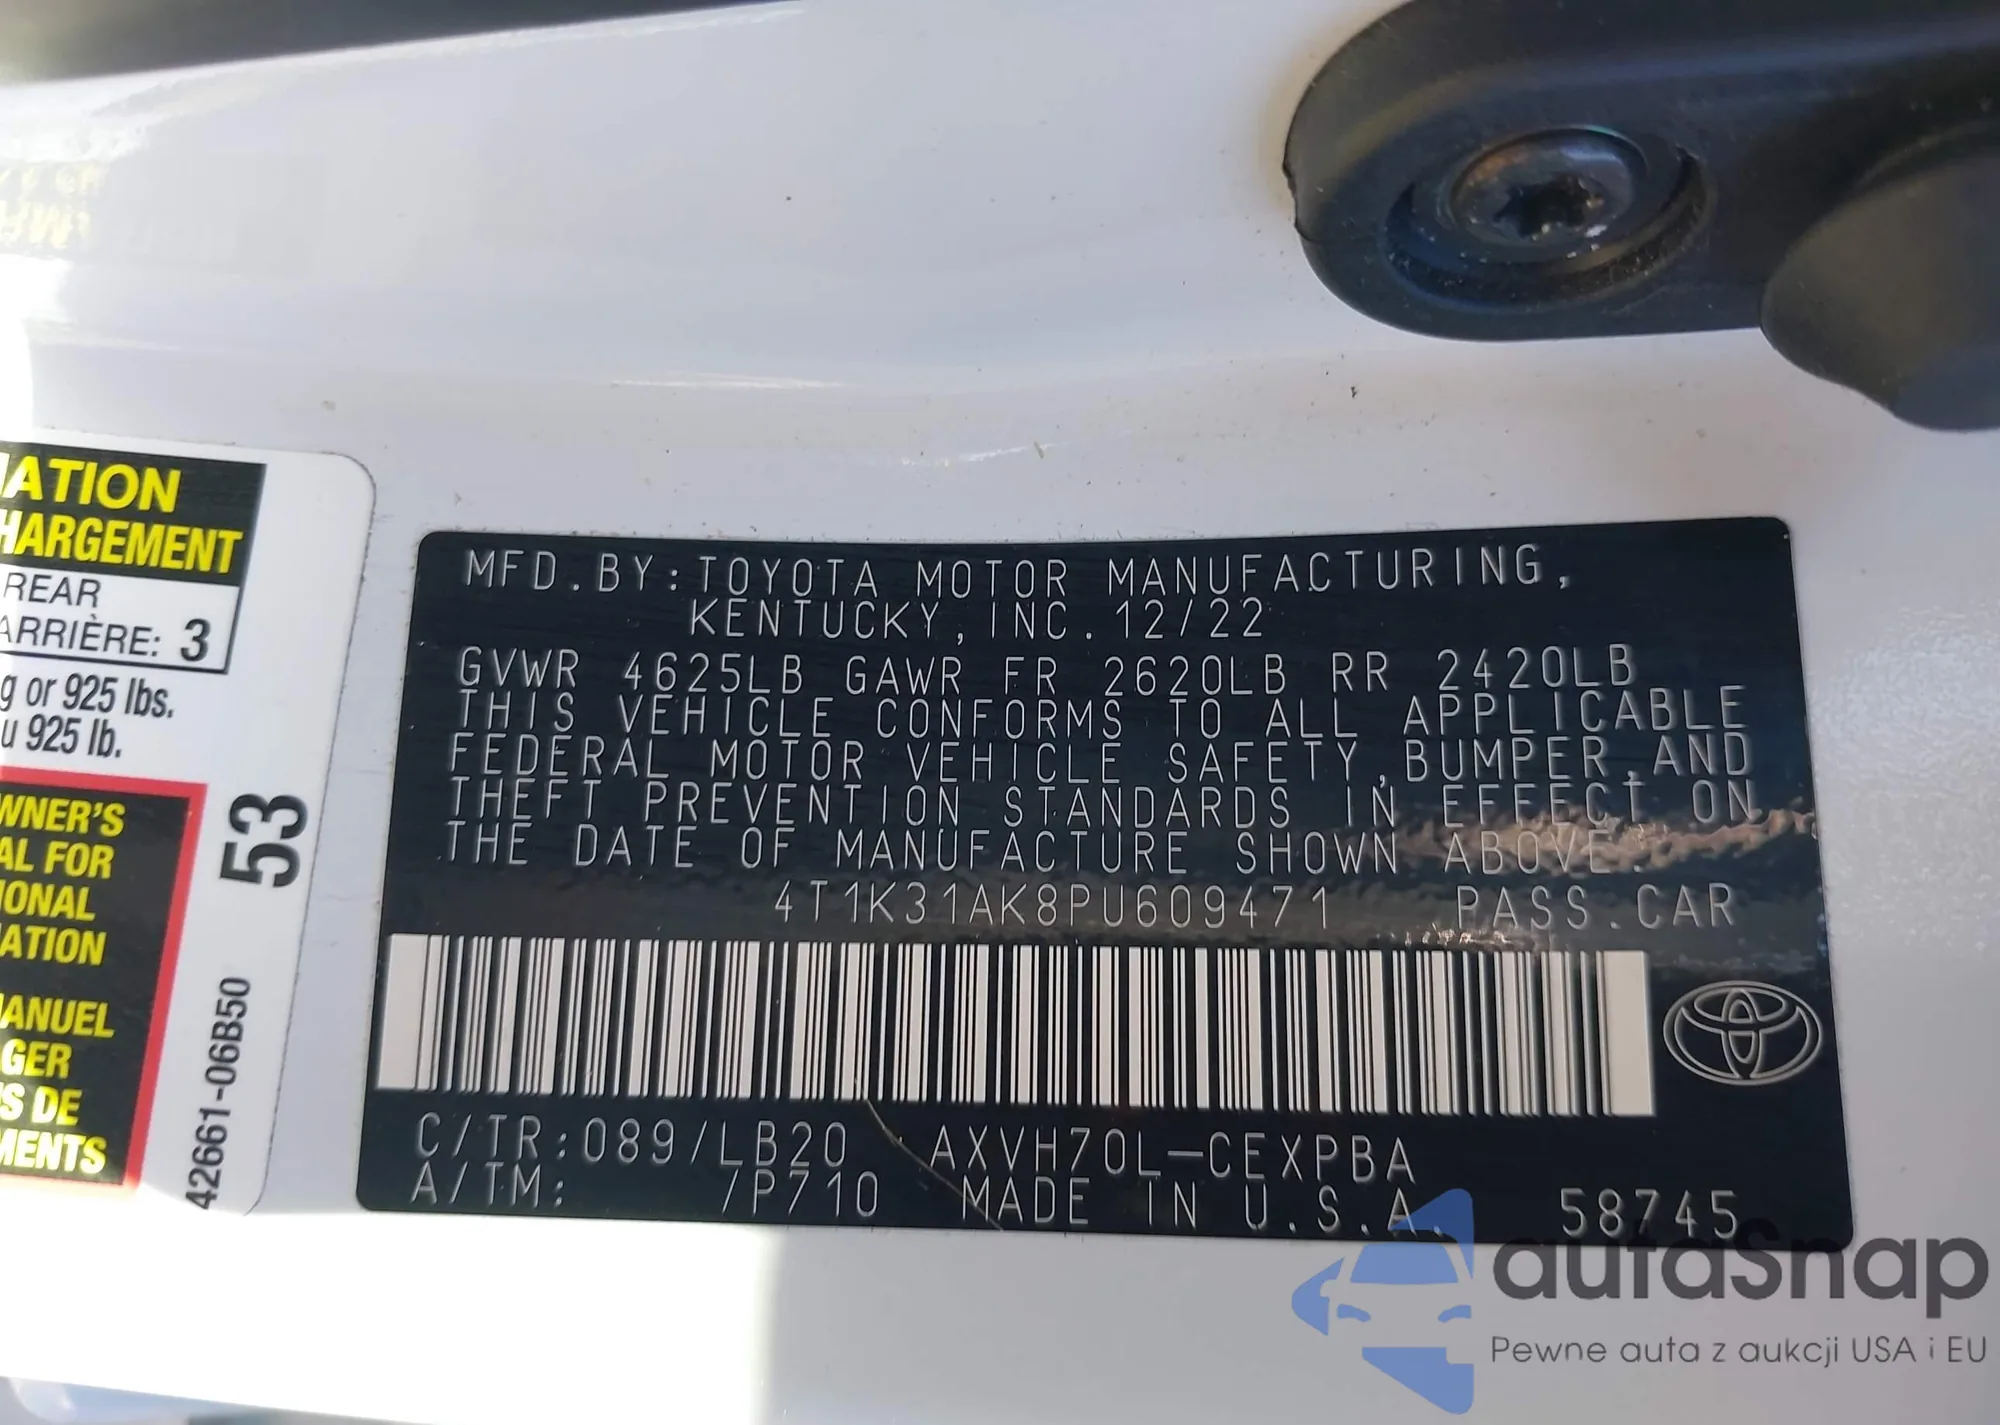 ATION
HARGEMENT
REAR
ARRIÈRE: 3
g or 925 lbs.
u 925 lb.
WNER'S
AL FOR
IONAL
ATION
ANUEL
GER
S DE
MENTS
53
42661-06B50
MFD.BY:TOYOTA MOTOR MANUFACTURING,
KENTUCKY, INC. 12/22
GVWR 4625LB GAWR FR 2620LB RR 2420LB
THIS VEHICLE CONFORMS TO ALL APPLICABLE
FEDERAL MOTOR VEHICLE SAFETY,BUMPER,AND
THEFT PREVENTION STANDARDS IN EFFECT ON
THE DATE OF MANUFACTURE SHOWN ABOVE.
4T1K31AK8PU609471 PASS.CAR
C/TR:089/LB20 AXVH70L-CEXPBA
A/TM: /P710 MADE IN U.S.A. 58745
autaSnap
Pewne auta z aukcji USA i EU